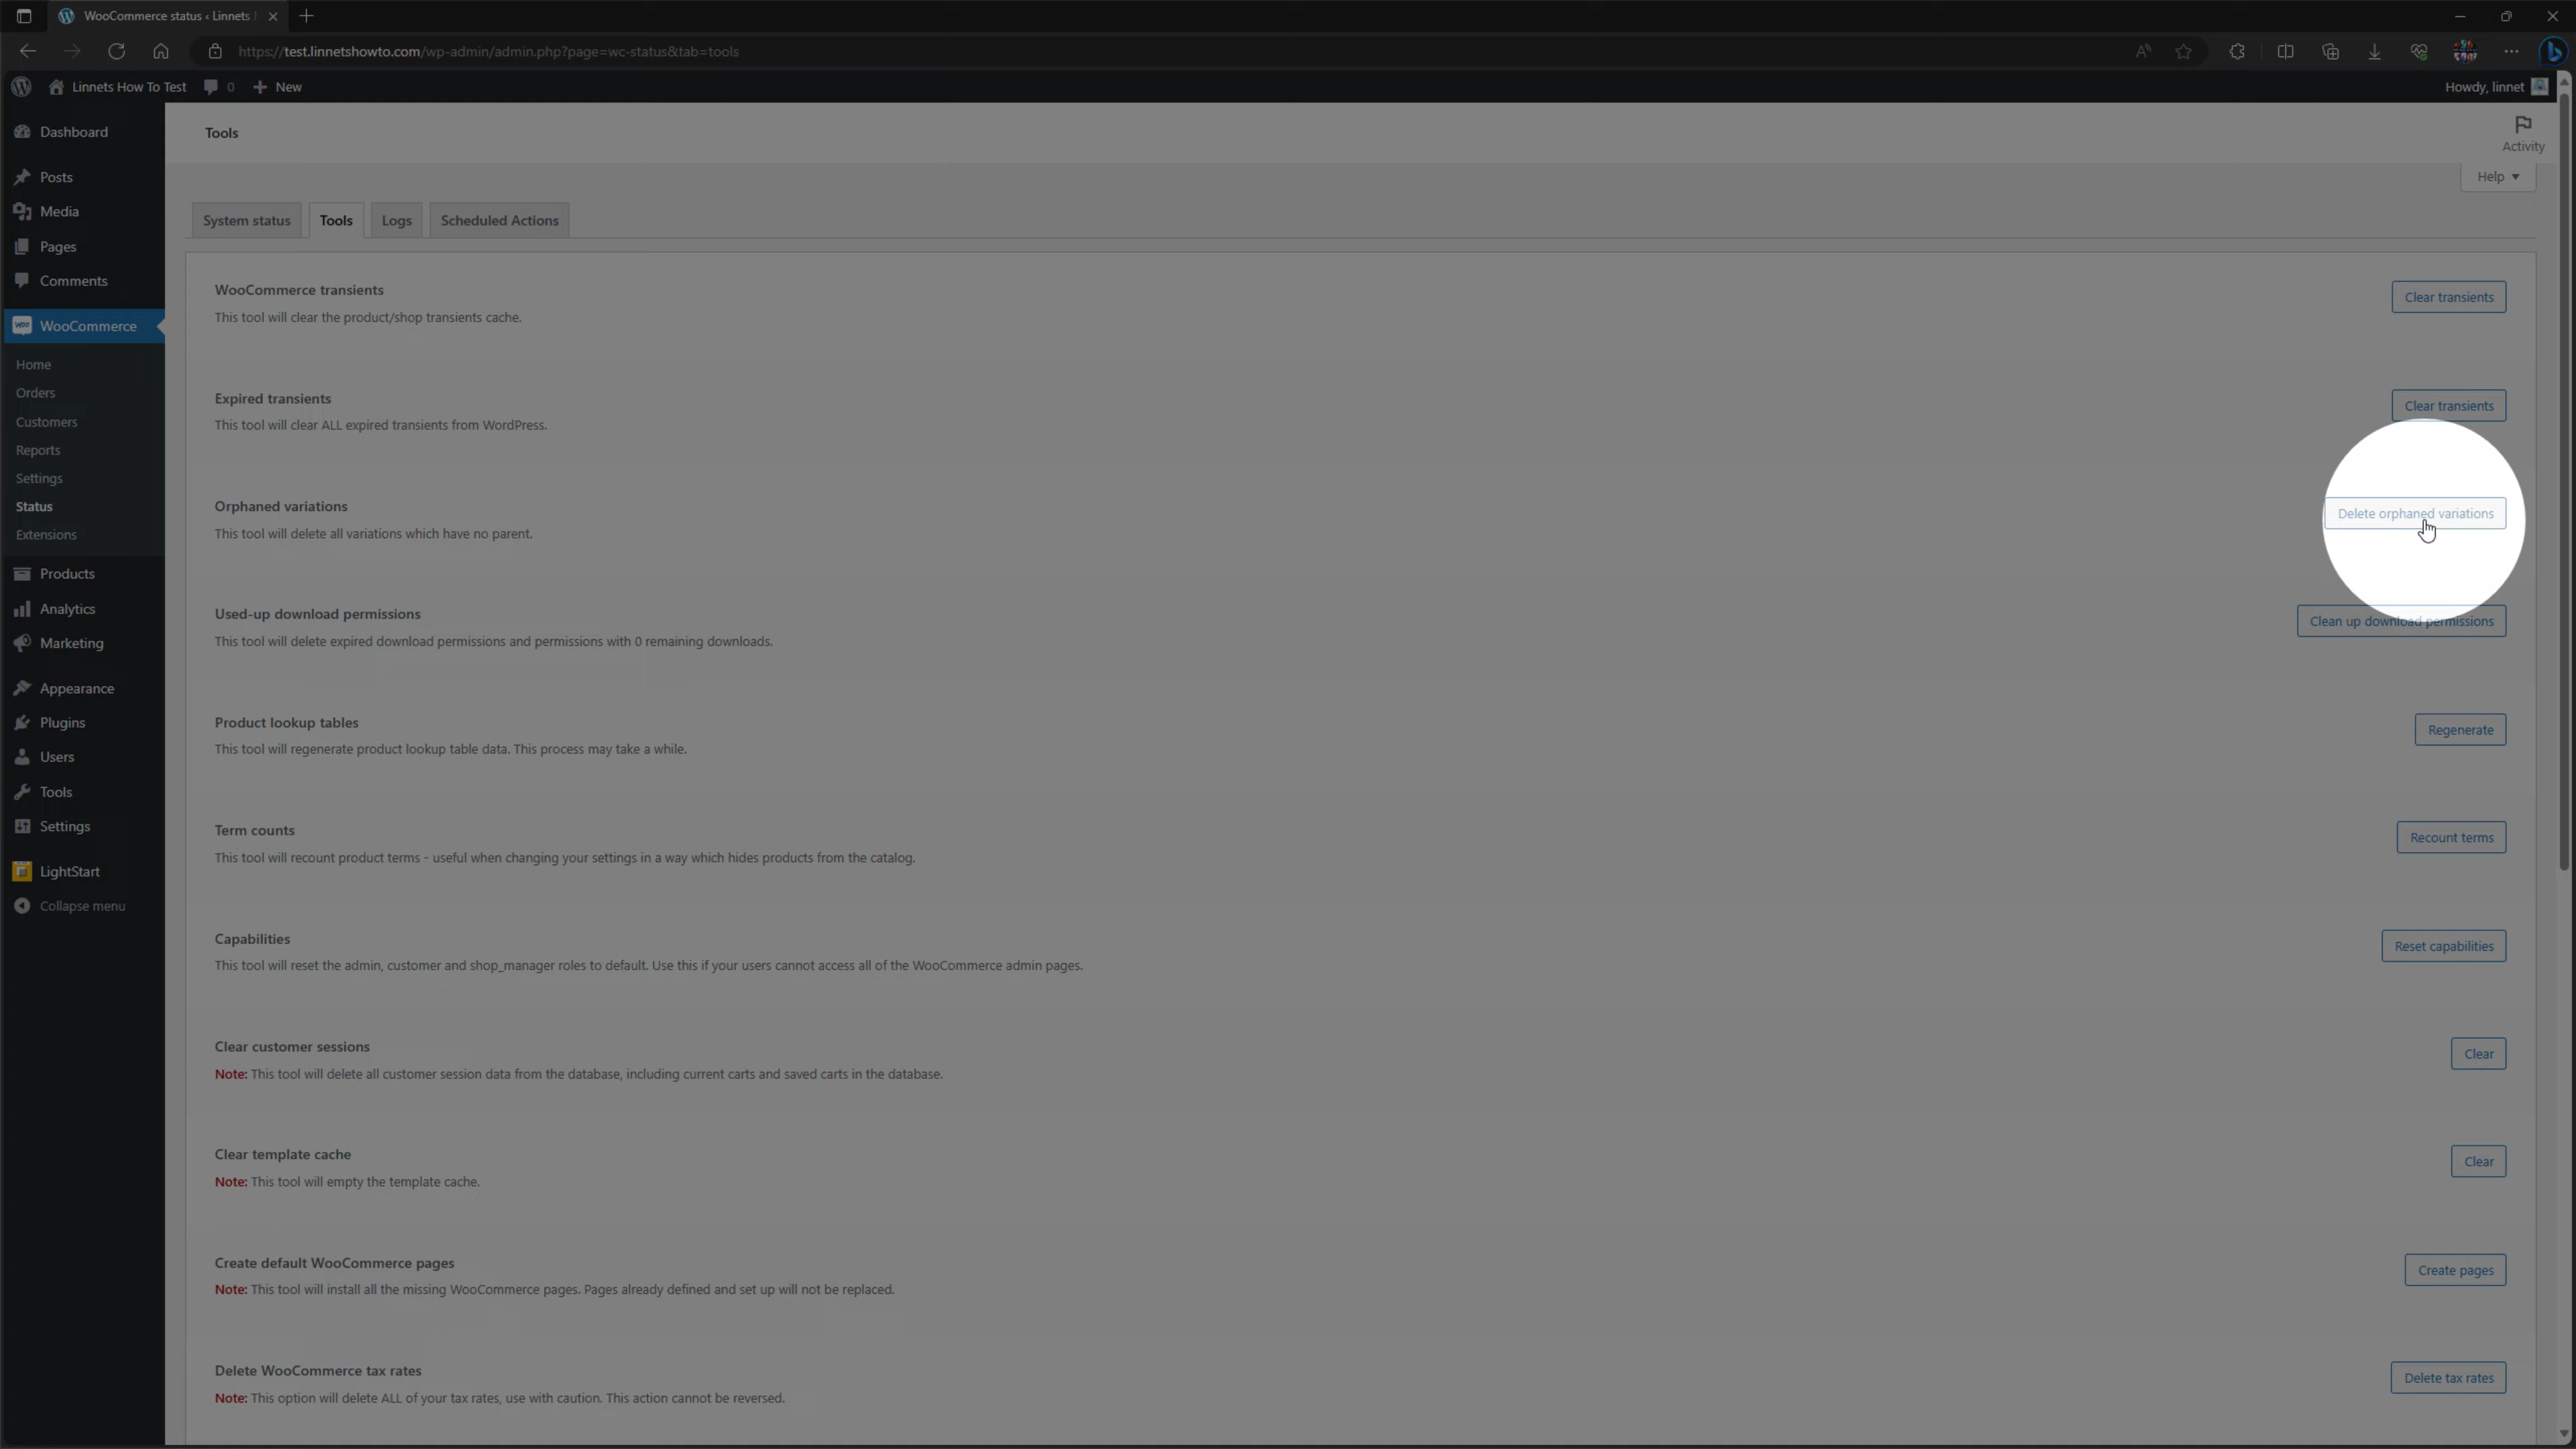 WooCommerce status ‹ Linnets
https://test.linnetshowto.com/wp-admin/admin.php?page=wc-status&tab=tools
Linnets How To Test 0 New Howdy, linnet
Dashboard
Posts
Media
Pages
Comments
WooCommerce
Home
Orders
Customers
Reports
Settings
Status
Extensions
Products
Analytics
Marketing
Appearance
Plugins
Users
Tools
Settings
LightStart
Collapse menu
Tools
Activity
Help
System status Tools Logs Scheduled Actions
WooCommerce transients
This tool will clear the product/shop transients cache.
Clear transients
Expired transients
This tool will clear ALL expired transients from WordPress.
Clear transients
Orphaned variations
This tool will delete all variations which have no parent.
Delete orphaned variations
Used-up download permissions
This tool will delete expired download permissions and permissions with 0 remaining downloads.
Clean up download permissions
Product lookup tables
This tool will regenerate product lookup table data. This process may take a while.
Regenerate
Term counts
This tool will recount product terms - useful when changing your settings in a way which hides products from the catalog.
Recount terms
Capabilities
This tool will reset the admin, customer and shop_manager roles to default. Use this if your users cannot access all of the WooCommerce admin pages.
Reset capabilities
Clear customer sessions
Note: This tool will delete all customer session data from the database, including current carts and saved carts in the database.
Clear
Clear template cache
Note: This tool will empty the template cache.
Clear
Create default WooCommerce pages
Note: This tool will install all the missing WooCommerce pages. Pages already defined and set up will not be replaced.
Create pages
Delete WooCommerce tax rates
Note: This option will delete ALL of your tax rates, use with caution. This action cannot be reversed.
Delete tax rates